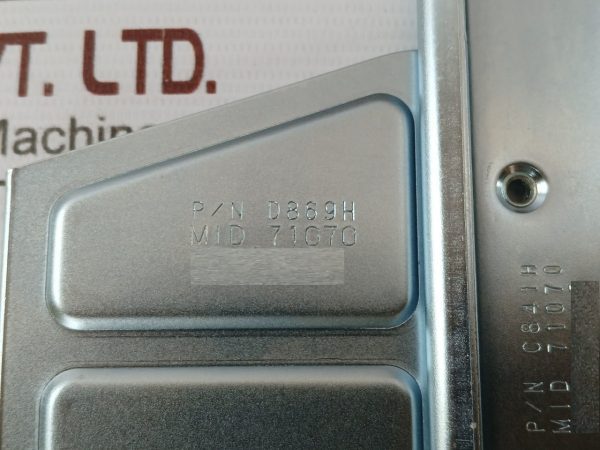 VT. LTD.
Machin
P/N D869H
MID 71070
P/N C841H
MID 71070